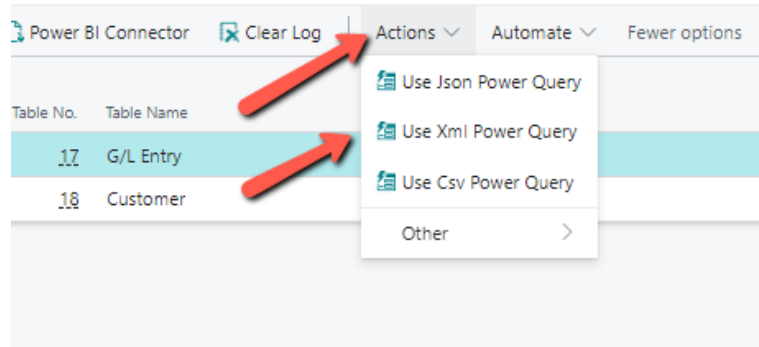 Power BI Connector Clear Log Actions Automate Fewer options
Use Json Power Query
Table No. Table Name
Use Xml Power Query
17 G/L Entry
Use Csv Power Query
18 Customer
Other